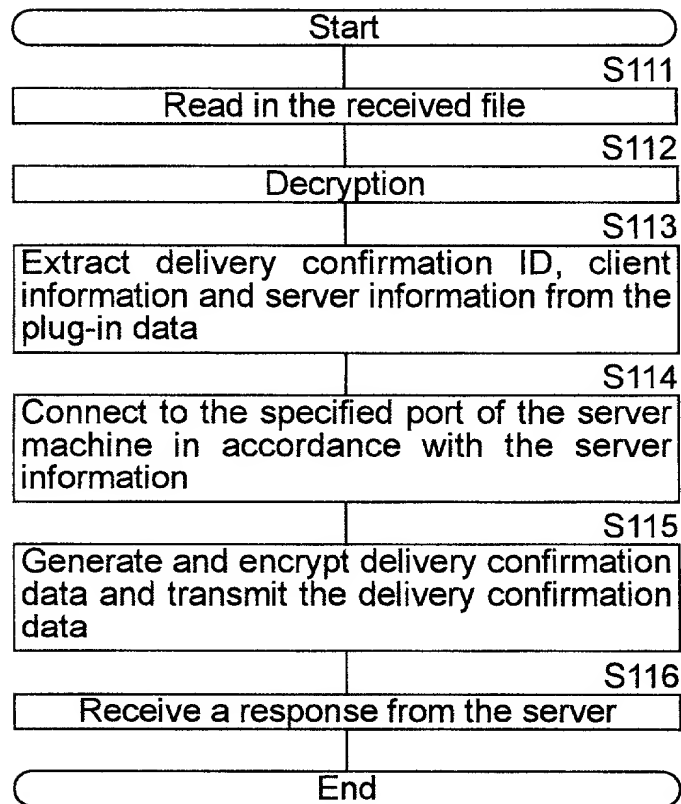 Start
S111
Read in the received file
S112
Decryption
S113
Extract delivery confirmation ID, client
information and server information from the
plug-in data
S114
Connect to the specified port of the server
machine in accordance with the server
information
S115
Generate and encrypt delivery confirmation
data and transmit the delivery confirmation
data
S116
Receive a response from the server
End